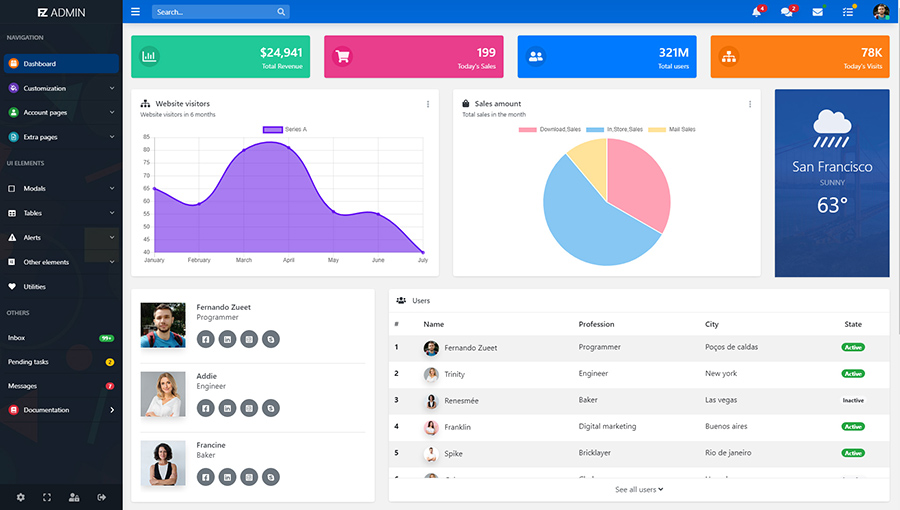 FZ ADMIN
Search...
4
2
NAVIGATION
Dashboard
Customization
Account pages
Extra pages
UI ELEMENTS
Modals
Tables
Alerts
Other elements
Utilities
OTHERS
Inbox 99+
Pending tasks 2
Messages 7
Documentation
$24,941
Total Revenue
199
Today's Sales
321M
Total users
78K
Today's Visits
Website visitors
Website visitors in 6 months
Series A
85
80
75
70
65
60
55
50
45
40
January February March April May June July
Sales amount
Total sales in the month
Download Sales In Store Sales Mail Sales
San Francisco
SUNNY
63°
Fernando Zueet
Programmer
Addie
Engineer
Francine
Baker
Users
# Name Profession City State
1 Fernando Zueet Programmer Poços de caldas Active
2 Trinity Engineer New york Active
3 Renesmée Baker Las vegas Inactive
4 Franklin Digital marketing Buenos aires Active
5 Spike Bricklayer Rio de janeiro Active
See all users